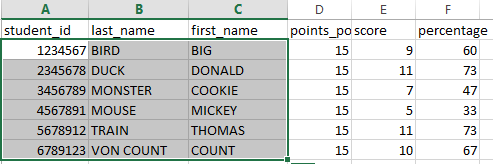 A B C D E F
student_id last_name first_name points_po score percentage
1234567 BIRD BIG 15 9 60
2345678 DUCK DONALD 15 11 73
3456789 MONSTER COOKIE 15 7 47
4567891 MOUSE MICKEY 15 5 33
5678912 TRAIN THOMAS 15 11 73
6789123 VON COUNT COUNT 15 10 67